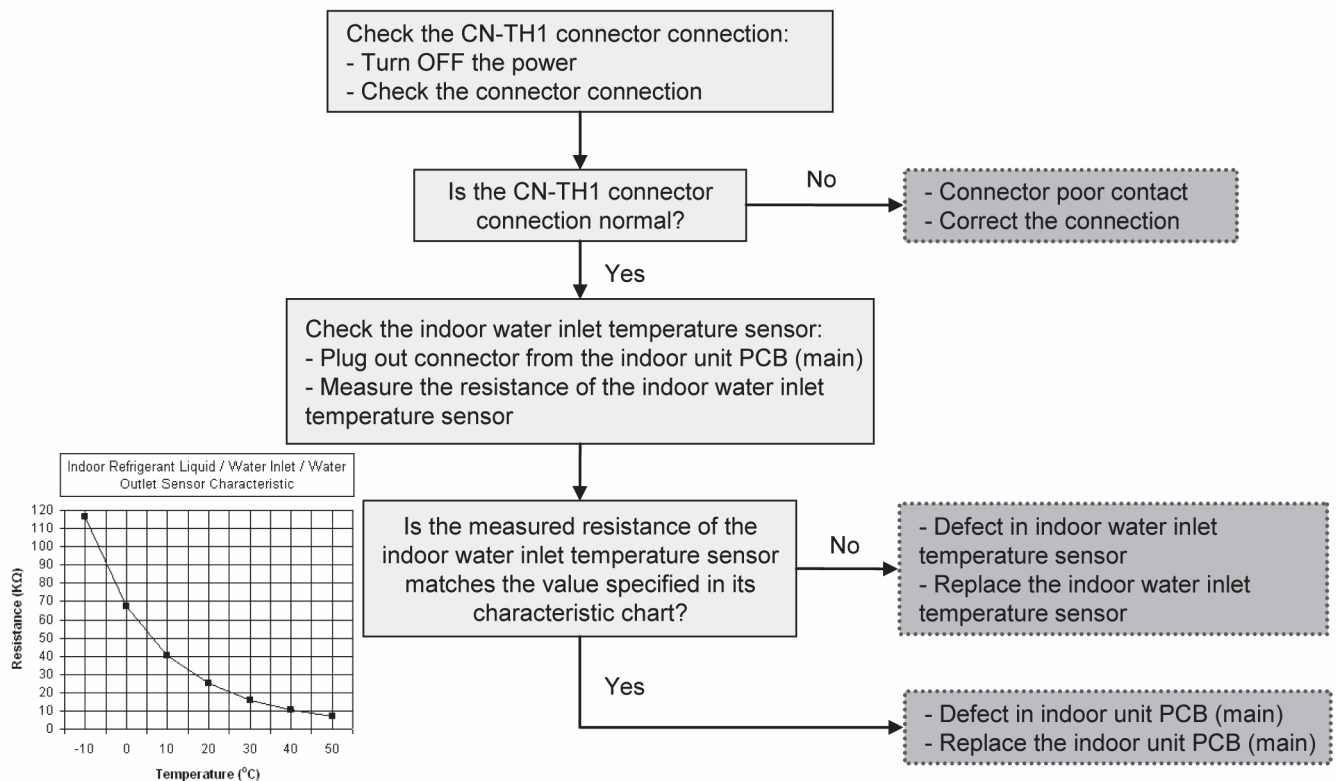 Check the CN-TH1 connector connection:
- Turn OFF the power
- Check the connector connection
Is the CN-TH1 connector
connection normal?
No
- Connector poor contact
- Correct the connection
Yes
Check the indoor water inlet temperature sensor:
- Plug out connector from the indoor unit PCB (main)
- Measure the resistance of the indoor water inlet
temperature sensor
Indoor Refrigerant Liquid / Water Inlet / Water
Outlet Sensor Characteristic
Resistance (KΩ)
120
110
100
90
80
70
60
50
40
30
20
10
0
-10 0 10 20 30 40 50
Temperature (°C)
Is the measured resistance of the
indoor water inlet temperature sensor
matches the value specified in its
characteristic chart?
No
- Defect in indoor water inlet
temperature sensor
- Replace the indoor water inlet
temperature sensor
Yes
- Defect in indoor unit PCB (main)
- Replace the indoor unit PCB (main)